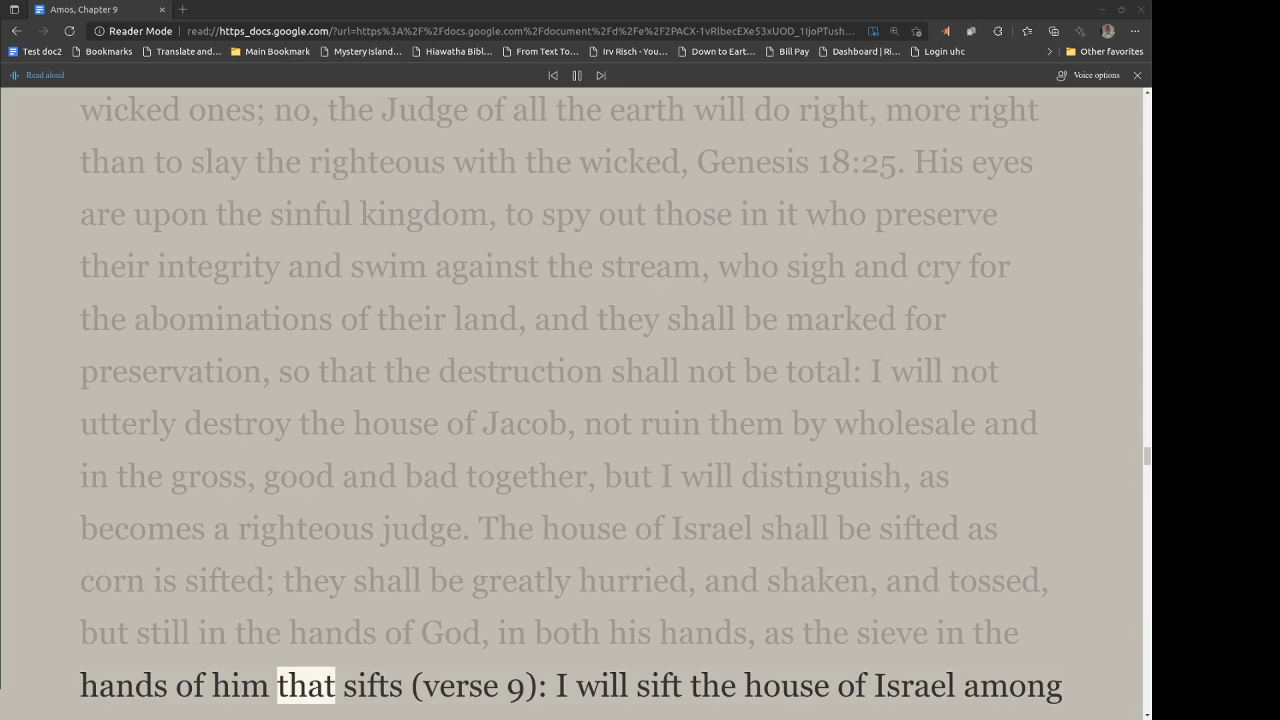 Amos, Chapter 9
Reader Mode read://https_docs.google.com/?url=https%3A%2F%2Fdocs.google.com%2Fdocument%2Fd%2Fe%2F2PACX-1vRlbecEXe53xUOD_1IjoPTush...
Test doc2 Bookmarks Translate and... Main Bookmark Mystery Island... Hiawatha Bibl... From Text To... Irv Risch - You... Down to Eart... Bill Pay Dashboard | Ri... Login uhc Other favorites
Read aloud Voice options
wicked ones; no, the Judge of all the earth will do right, more right
than to slay the righteous with the wicked, Genesis 18:25. His eyes
are upon the sinful kingdom, to spy out those in it who preserve
their integrity and swim against the stream, who sigh and cry for
the abominations of their land, and they shall be marked for
preservation, so that the destruction shall not be total: I will not
utterly destroy the house of Jacob, not ruin them by wholesale and
in the gross, good and bad together, but I will distinguish, as
becomes a righteous judge. The house of Israel shall be sifted as
corn is sifted; they shall be greatly hurried, and shaken, and tossed,
but still in the hands of God, in both his hands, as the sieve in the
hands of him that sifts (verse 9): I will sift the house of Israel among